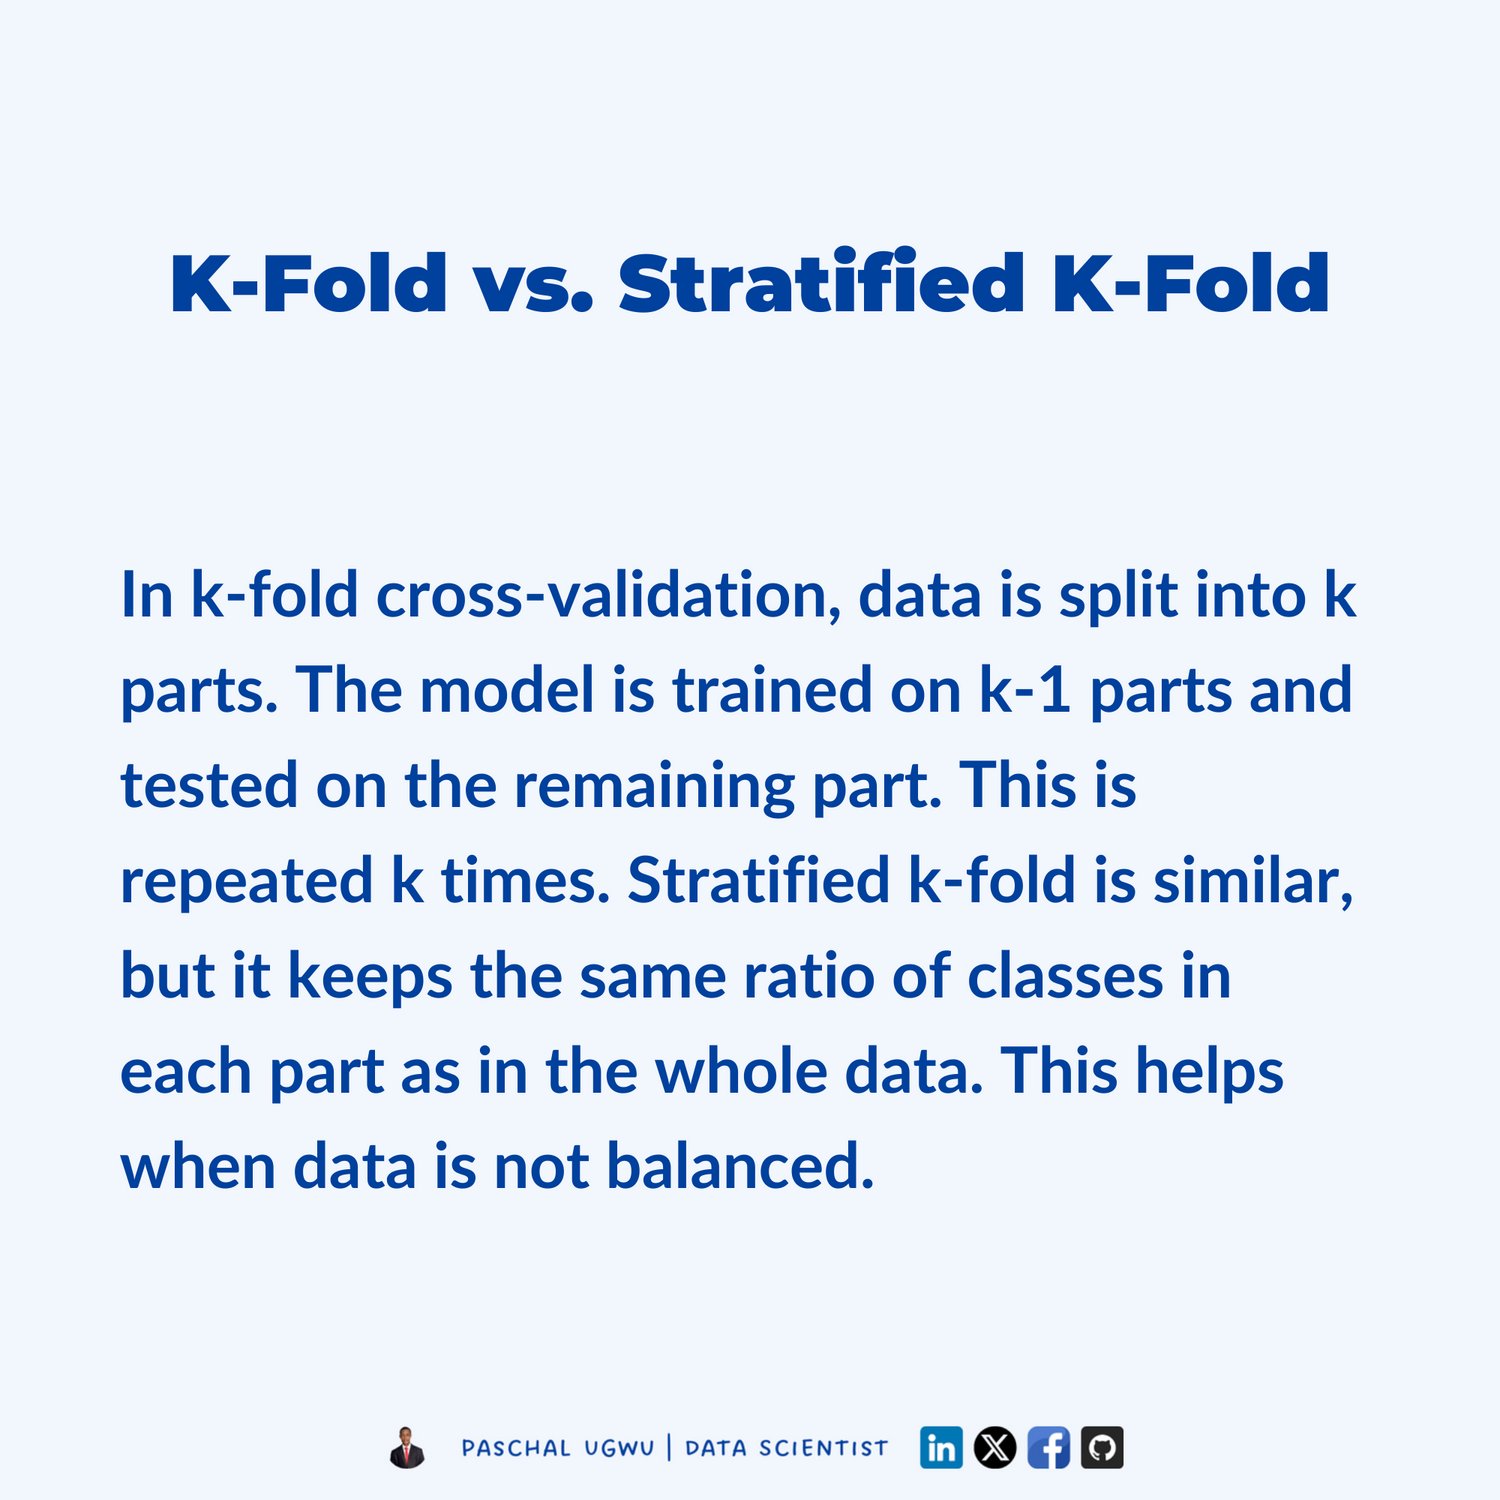 K-Fold vs. Stratified K-Fold
In k-fold cross-validation, data is split into k
parts. The model is trained on k-1 parts and
tested on the remaining part. This is
repeated k times. Stratified k-fold is similar,
but it keeps the same ratio of classes in
each part as in the whole data. This helps
when data is not balanced.
PASCHAL UGWU | DATA SCIENTIST